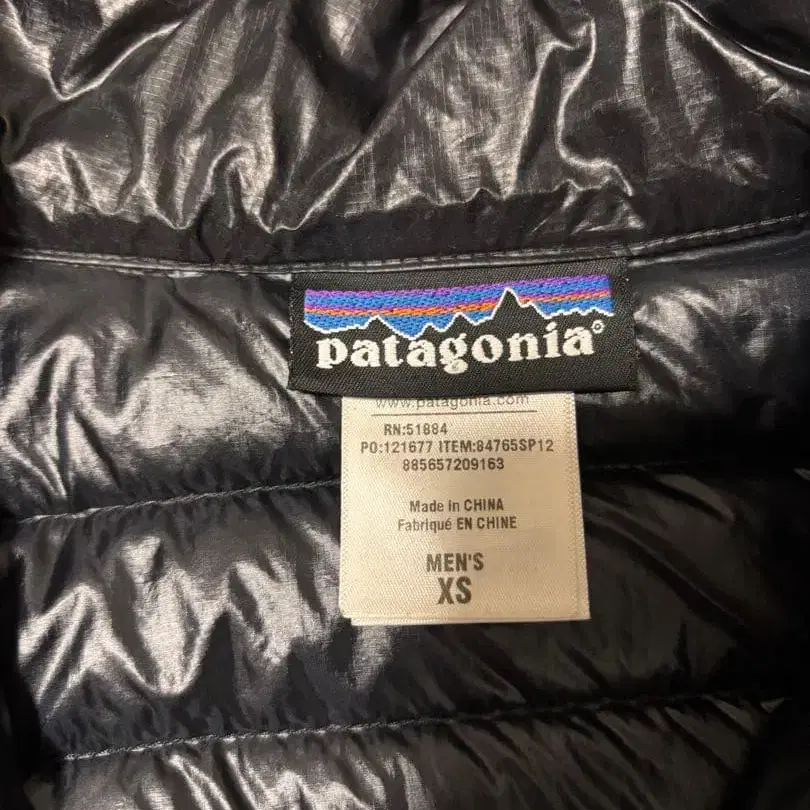 patagonia®
www.patagonia.com
RN:51884
PO:121677 ITEM:84765SP12
885657209163
Made in CHINA
Fabriqué EN CHINE
MEN'S
XS